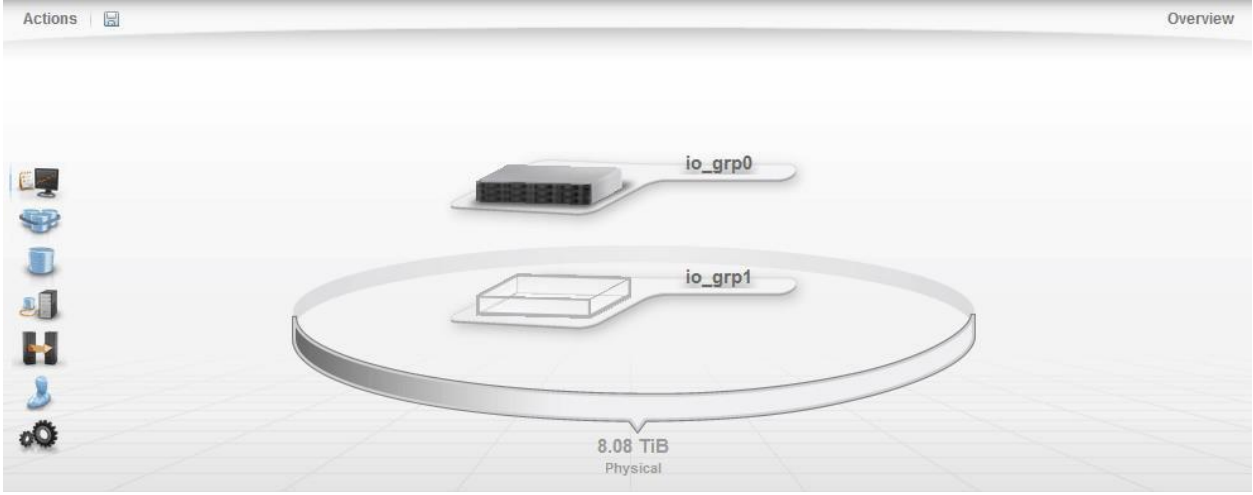 Actions
Overview
io_grp0
io_grp1
8.08 TiB
Physical